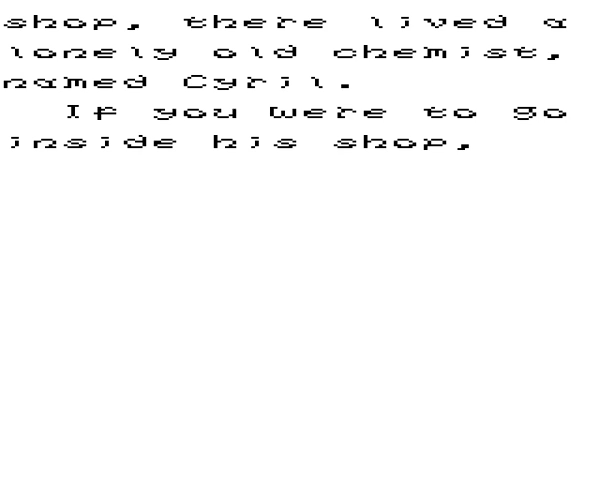 shop, there lived a
lonely old chemist,
named Cyril.
If you were to go
inside his shop,